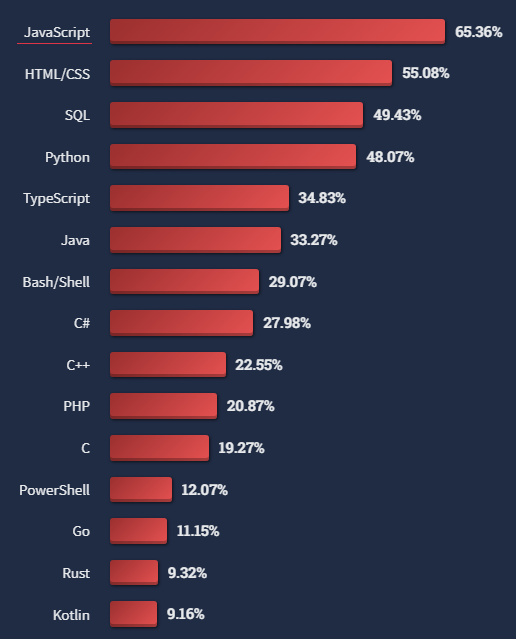 JavaScript 65.36%
HTML/CSS 55.08%
SQL 49.43%
Python 48.07%
TypeScript 34.83%
Java 33.27%
Bash/Shell 29.07%
C# 27.98%
C++ 22.55%
PHP 20.87%
C 19.27%
PowerShell 12.07%
Go 11.15%
Rust 9.32%
Kotlin 9.16%